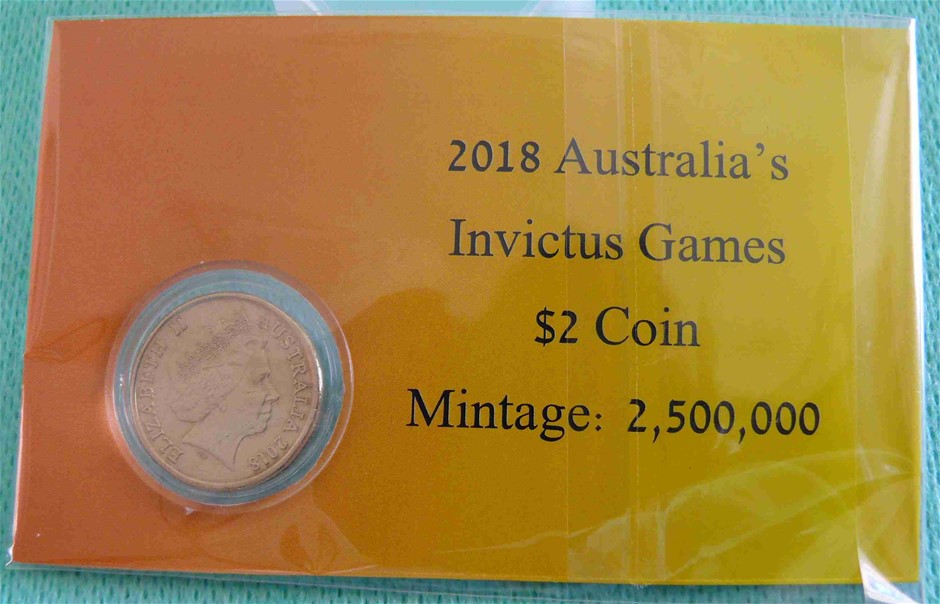 2018 Australia's
Invictus Games
$2 Coin
Mintage: 2,500,000
ELIZABETH II
AUSTRALIA 2018